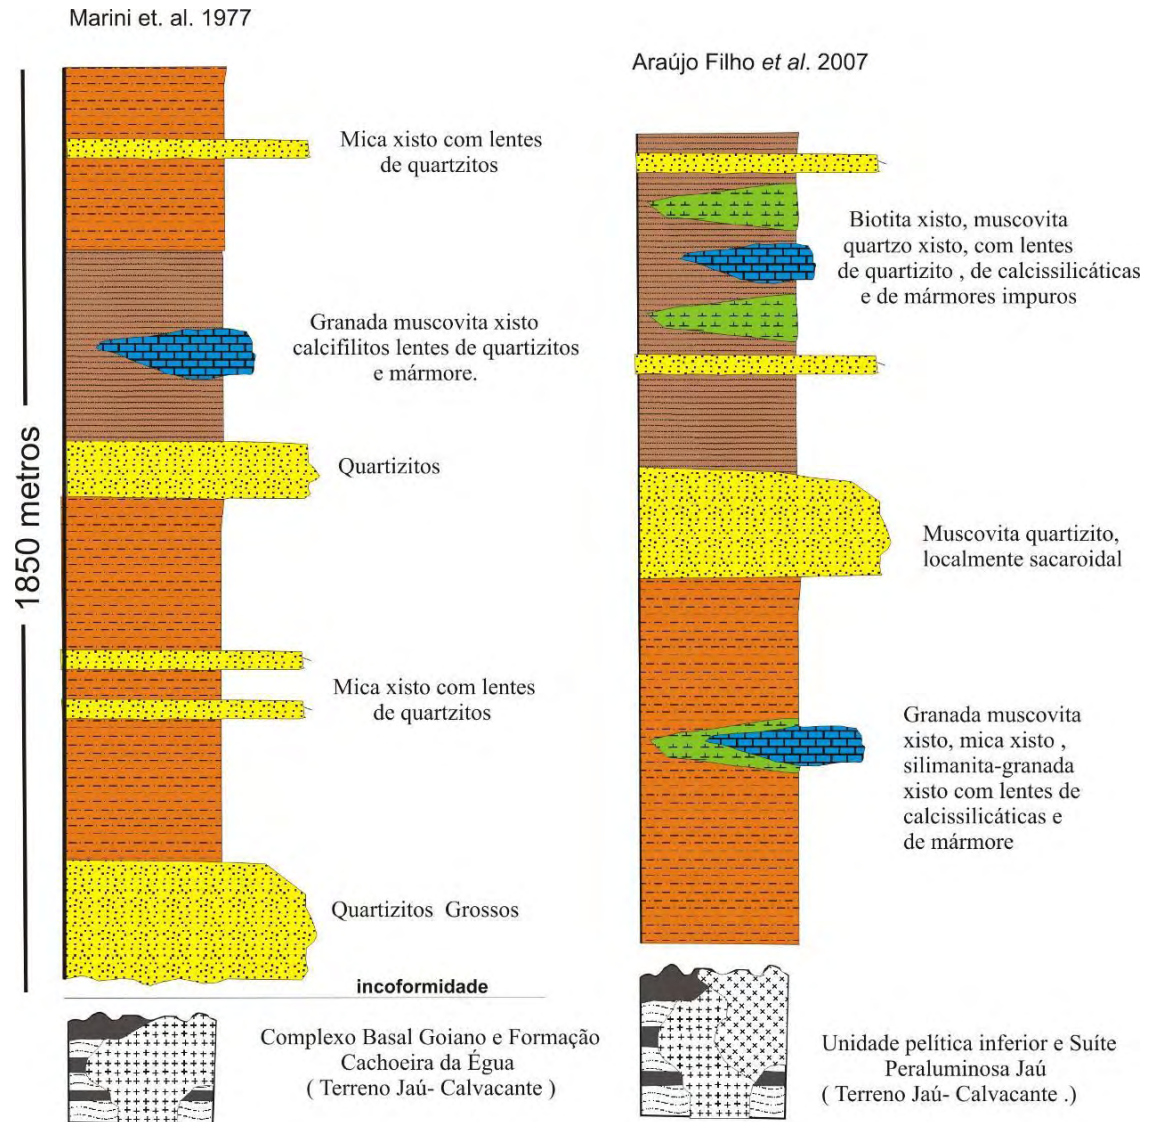 Marini et. al. 1977
1850 metros
Mica xisto com lentes
de quartzitos
Granada muscovita xisto
calcifilitos lentes de quartizitos
e mármore.
Quartizitos
Mica xisto com lentes
de quartzitos
Quartizitos Grossos
incoformidade
Complexo Basal Goiano e Formação
Cachoeira da Égua
( Terreno Jaú- Calvacante )
Araújo Filho et al. 2007
Biotita xisto, muscovita
quartzo xisto, com lentes
de quartizito , de calcissilicáticas
e de mármores impuros
Muscovita quartizito,
localmente sacaroidal
Granada muscovita
xisto, mica xisto ,
silimanita-granada
xisto com lentes de
calcissilicáticas e
de mármore
Unidade pelítica inferior e Suíte
Peraluminosa Jaú
( Terreno Jaú- Calvacante .)